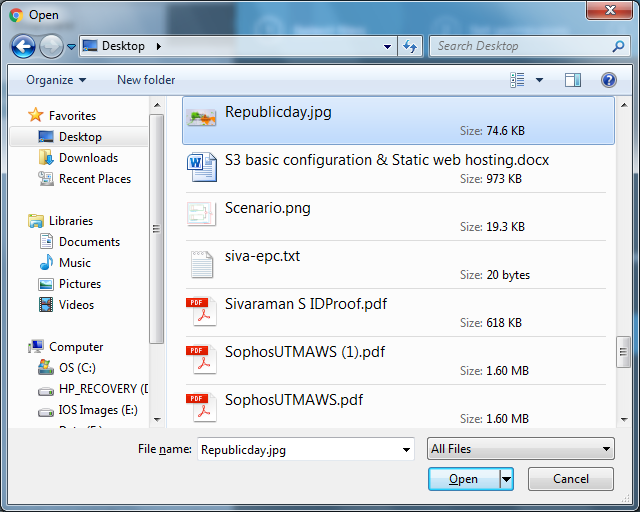 Open
Desktop
Search Desktop
Organize
New folder
Favorites
Desktop
Downloads
Recent Places
Libraries
Documents
Music
Pictures
Videos
Computer
OS (C:)
HP_RECOVERY (D
IOS Images (E:)
Republicday.jpg
Size: 74.6 KB
S3 basic configuration & Static web hosting.docx
Size: 973 KB
Scenario.png
Size: 19.3 KB
siva-epc.txt
Size: 20 bytes
PDF
Sivaraman S IDProof.pdf
Size: 618 KB
PDF
SophosUTMAWS (1).pdf
Size: 1.60 MB
PDF
SophosUTMAWS.pdf
Size: 1.60 MB
File name: Republicday.jpg
All Files
Open
Cancel